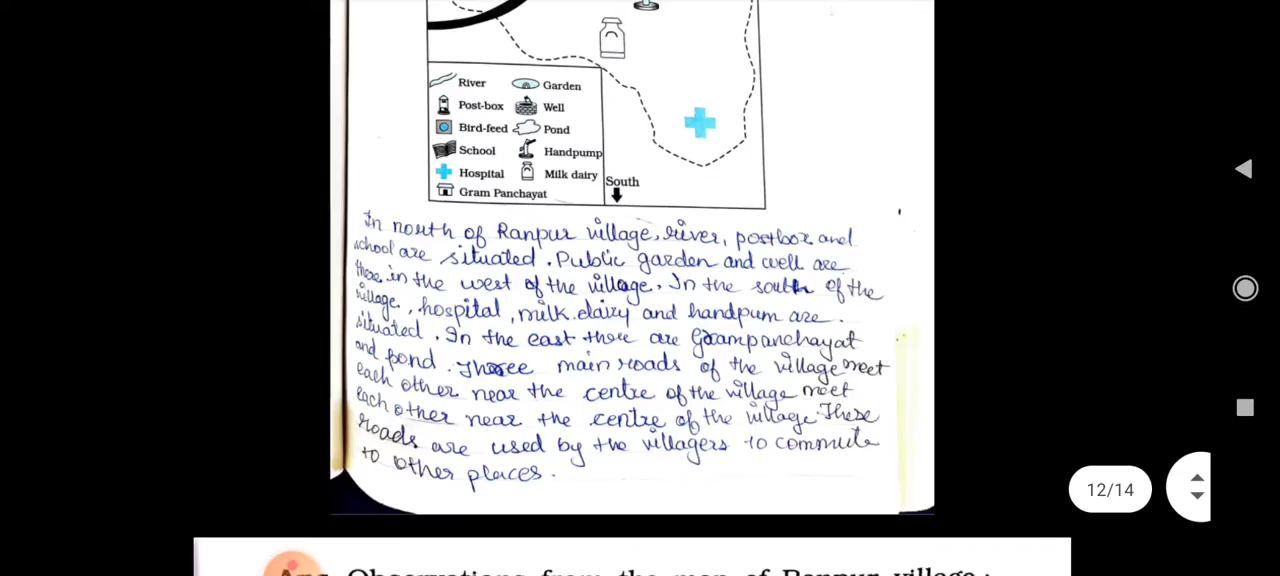 River Garden
Post-box Well
Bird-feed Pond
School Handpump
Hospital Milk dairy
Gram Panchayat
South
In north of Ranpur village, river, postbox and
school are situated. Public garden and well are
there in the west of the village. In the south of the
village, hospital, milk dairy and handpum are
situated. In the east there are Grampanchayat
and pond. Three main roads of the village meet
each other near the centre of the village meet
each other near the centre of the village. These
roads are used by the villagers to commute
to other places.
12/14
Ans. Observations from the map of Ranpur village :